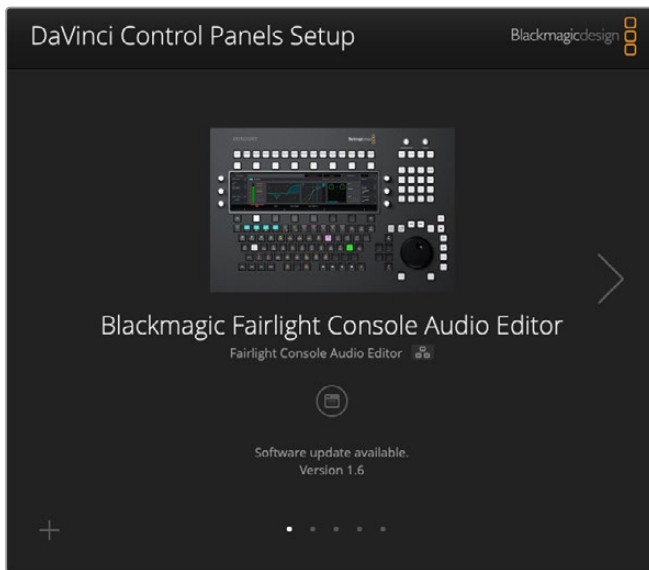 DaVinci Control Panels Setup
Blackmagicdesign
Blackmagic Fairlight Console Audio Editor
Fairlight Console Audio Editor
Software update available.
Version 1.6